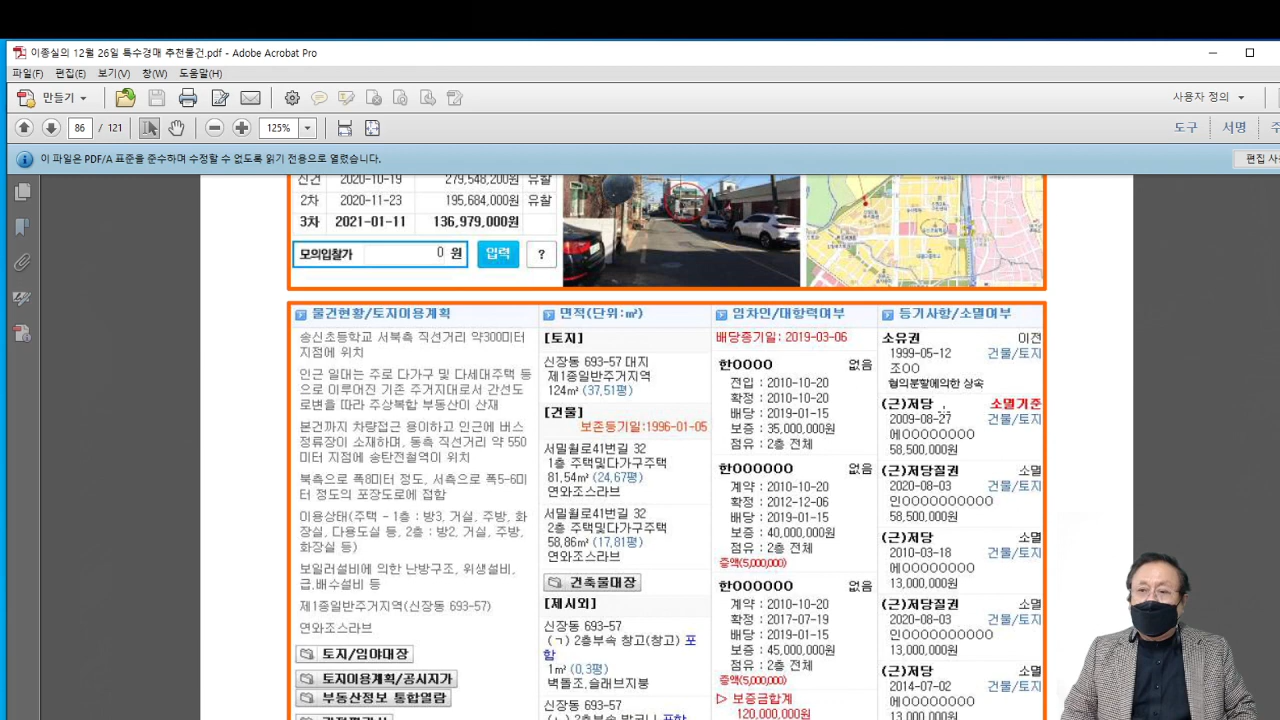 이종실의 12월 26일 특수경매 추천물건.pdf - Adobe Acrobat Pro
파일(F) 편집(E) 보기(V) 창(W) 도움말(H)
만들기
사용자 정의
86 / 121
125%
도구 서명
이 파일은 PDF/A 표준을 준수하며 수정할 수 없도록 읽기 전용으로 열렸습니다.
편집 사
신건 2020-10-19 279,548,200원 유찰
2차 2020-11-23 195,684,000원 유찰
3차 2021-01-11 136,979,000원
모의입찰가 0 원 입력 ?
물건현황/토지이용계획
송신초등학교 서북측 직선거리 약300미터
지점에 위치
인근 일대는 주로 다가구 및 다세대주택 등
으로 이루어진 기존 주거지대로서 간선도
로변을 따라 주상복합 부동산이 산재
본건까지 차량접근 용이하고 인근에 버스
정류장이 소재하며, 동측 직선거리 약 550
미터 지점에 송탄전철역이 위치
북측으로 폭8미터 정도, 서측으로 폭5-6미
터 정도의 포장도로에 접함
이용상태(주택 - 1층 : 방3, 거실, 주방, 화
장실, 다용도실 등, 2층 : 방2, 거실, 주방,
화장실 등)
보일러설비에 의한 난방구조, 위생설비,
급.배수설비 등
제1종일반주거지역(신장동 693-57)
연와조스라브
토지/임야대장
토지이용계획/공시지가
부동산정보 통합열람
면적(단위:㎡)
[토지]
신장동 693-57 대지
제1종일반주거지역
124㎡ (37,51평)
[건물]
보존등기일:1996-01-05
서밀월로41번길 32
1층 주택및다가구주택
81,54㎡ (24,67평)
연와조스라브
서밀월로41번길 32
2층 주택및다가구주택
58,86㎡ (17,81평)
연와조스라브
건축물대장
[제시외]
신장동 693-57
(ㄱ) 2층부속 창고(창고) 포
함
1㎡ (0,3평)
벽돌조,슬래브지붕
신장동 693-57
임차인/대항력여부
배당종기일: 2019-03-06
한OOOO 없음
전입 : 2010-10-20
확정 : 2010-10-20
배당 : 2019-01-15
보증 : 35,000,000원
점유 : 2층 전체
한OOOOOO 없음
계약 : 2010-10-20
확정 : 2012-12-06
배당 : 2019-01-15
보증 : 40,000,000원
점유 : 2층 전체
증액(5,000,000)
한OOOOOO 없음
계약 : 2010-10-20
확정 : 2017-07-19
배당 : 2019-01-15
보증 : 45,000,000원
점유 : 2층 전체
증액(5,000,000)
▷ 보증금합계
120,000,000원
등기사항/소멸여부
소유권 이전
1999-05-12 건물/토지
조OO
협의분할에의한 상속
(근)저당 소멸기준
2009-08-27 건물/토지
에OOOOOOOO
58,500,000원
(근)저당질권 소멸
2020-08-03 건물/토지
인OOOOOOOOOO
58,500,000원
(근)저당 소멸
2010-03-18 건물/토지
에OOOOOOOO
13,000,000원
(근)저당질권 소멸
2020-08-03 건물/토지
인OOOOOOOOOO
13,000,000원
(근)저당 소멸
2014-07-02 건물/토지
에OOOOOOOO
13,000,000원